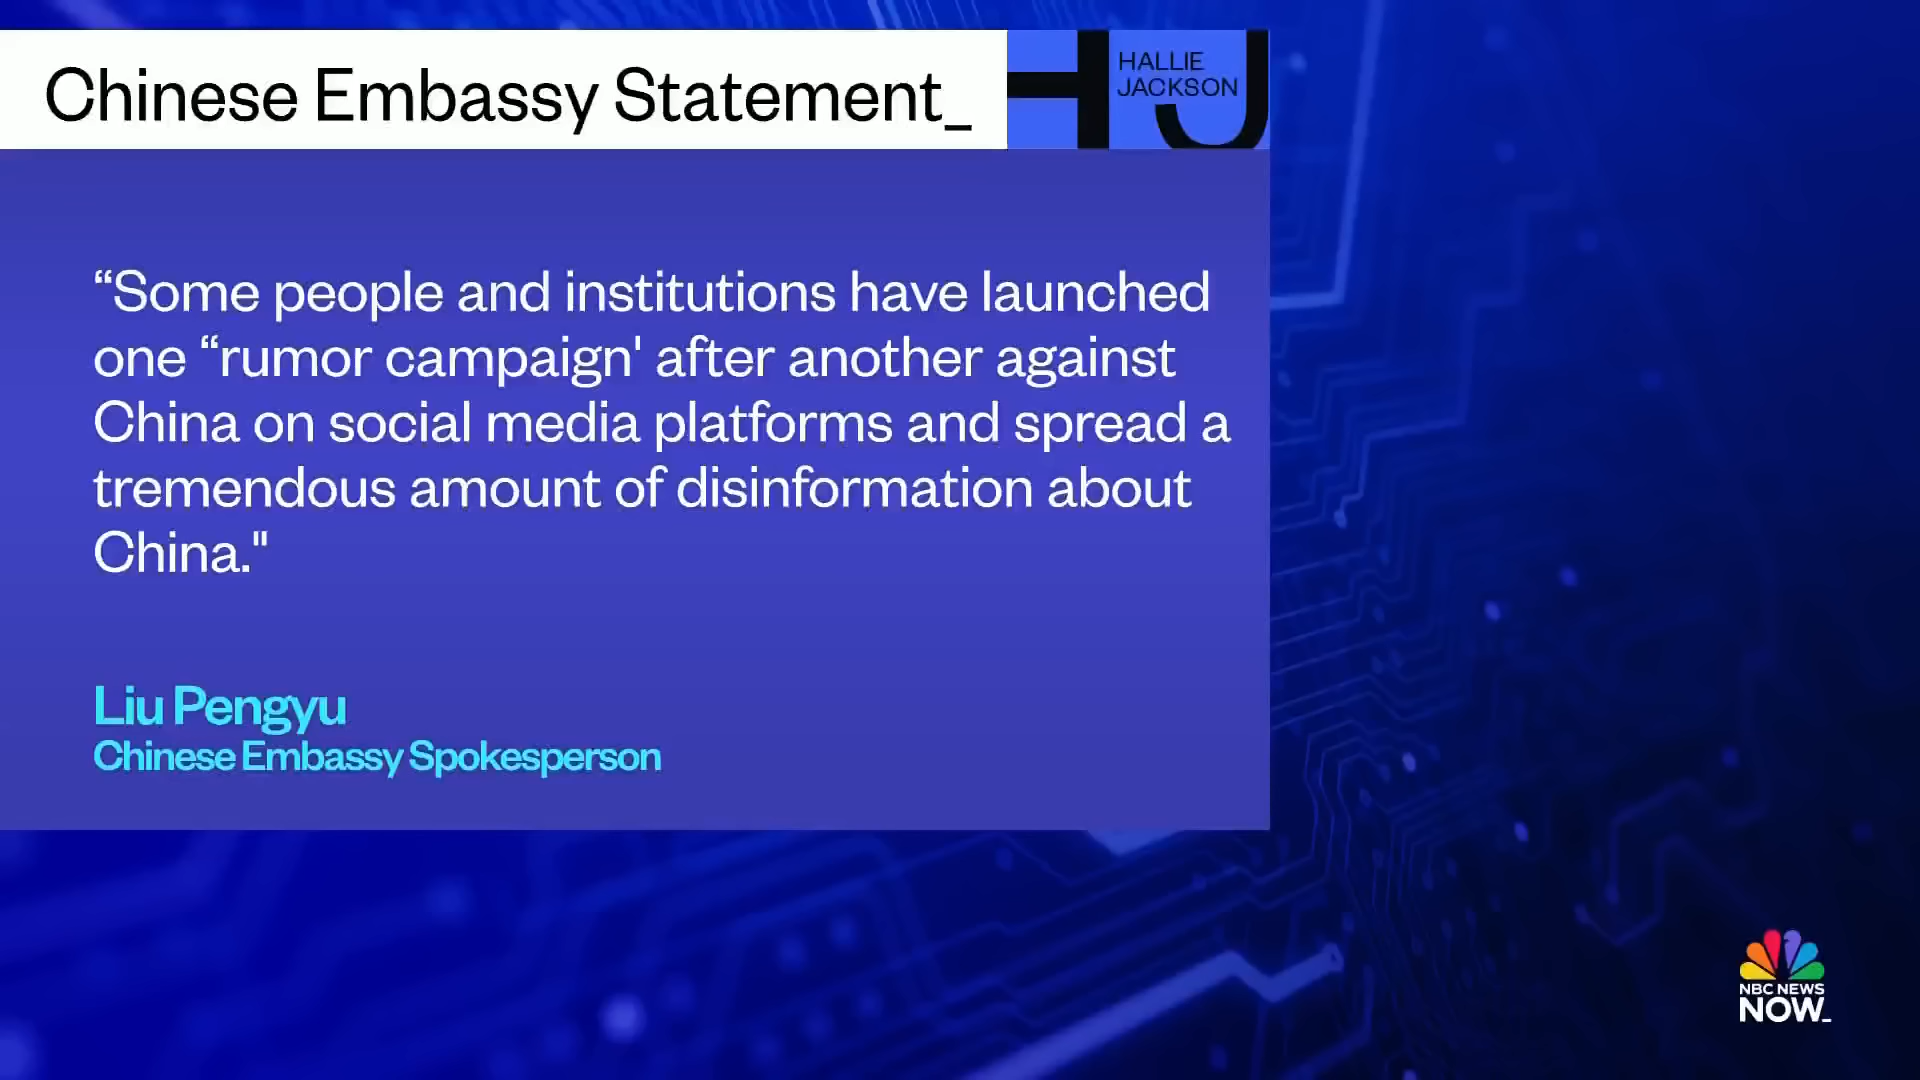 Chinese Embassy Statement_
HALLIE
JACKSON
“Some people and institutions have launched
one “rumor campaign' after another against
China on social media platforms and spread a
tremendous amount of disinformation about
China."
Liu Pengyu
Chinese Embassy Spokesperson
NBC NEWS
NOW_